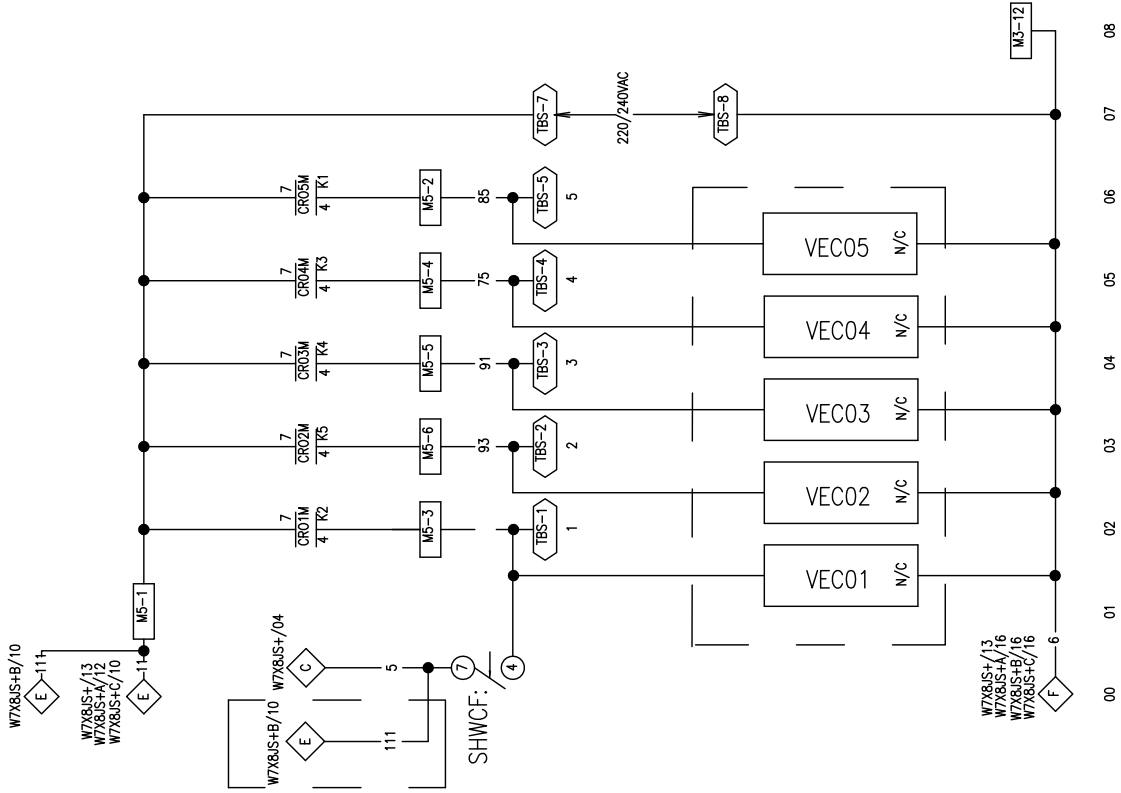 W7X8JS+B/10
E
111
W7X8JS+/13
W7X8JS+A/12
W7X8JS+C/10
E
11
M5-1
7
CR01M
4
K2
7
CR02M
4
K5
7
CR03M
4
K4
7
CR04M
4
K3
7
CR05M
4
K1
M5-3
M5-6
M5-5
M5-4
M5-2
93
91
75
85
TBS-1
1
TBS-2
2
TBS-3
3
TBS-4
4
TBS-5
5
TBS-7
220/240VAC
TBS-8
W7X8JS+/04
C
5
W7X8JS+B/10
E
111
SHWCF:
7
4
VEC01
N/C
VEC02
N/C
VEC03
N/C
VEC04
N/C
VEC05
N/C
W7X8JS+/13
W7X8JS+A/16
W7X8JS+B/16
W7X8JS+C/16
F
6
M3-12
00
01
02
03
04
05
06
07
08